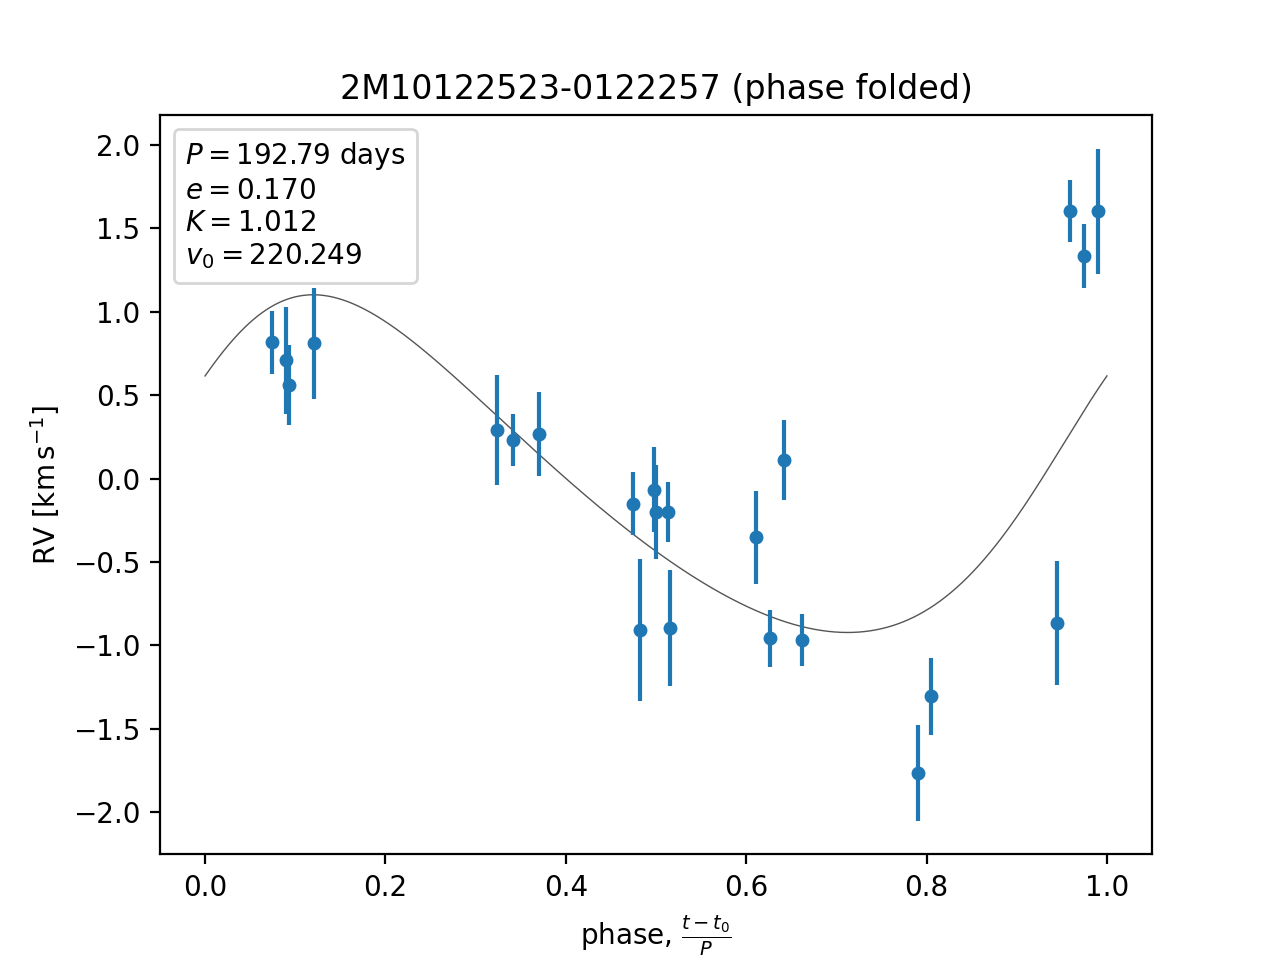 2M10122523-0122257 (phase folded)
P = 192.79 days
e = 0.170
K = 1.012
v₀ = 220.249
2.0
1.5
1.0
0.5
0.0
−0.5
−1.0
−1.5
−2.0
RV [km s⁻¹]
0.0 0.2 0.4 0.6 0.8 1.0
phase, (t − t₀)/P